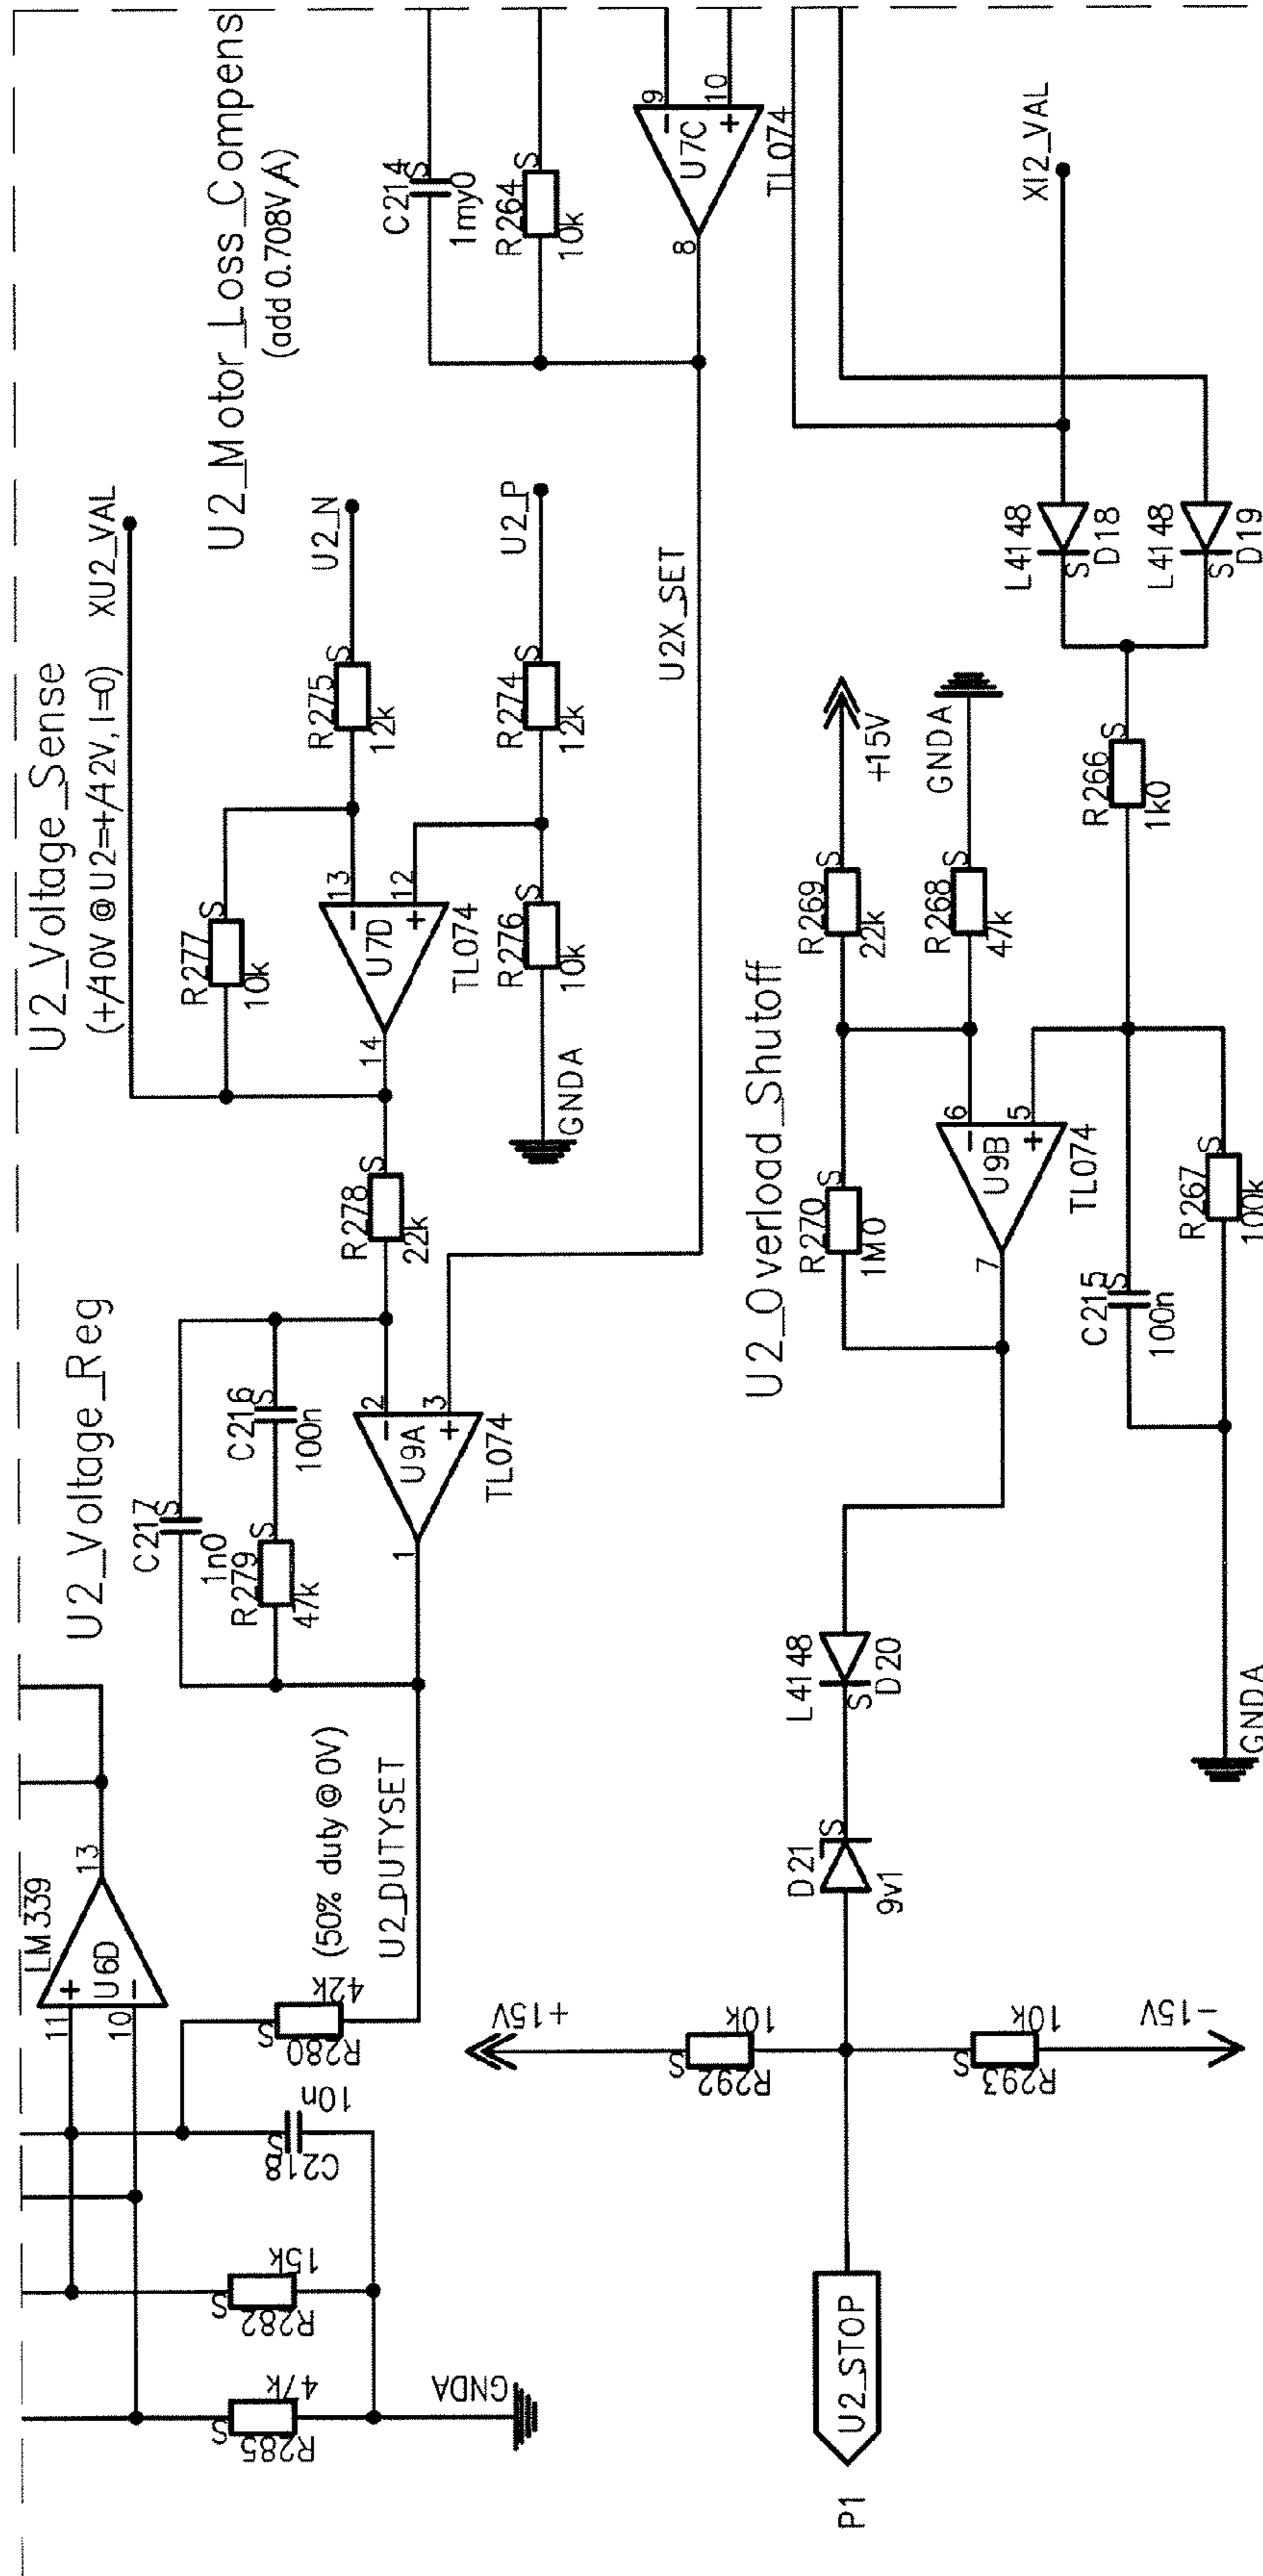 U2_Motor_Loss_Compens
(add 0.708V/A)
C214
S
1my0
R264
S
10k
9
10
-
+
U7C
TL074
8
XI2_VAL
U2_Voltage_Sense
(+/-10V @ U2=+/-12V, I=0)
XU2_VAL
U2_N
U2_P
R275
S
12k
R274
S
12k
R277
S
10k
13
12
-
+
U7D
TL074
14
R276
S
10k
GNDA
U2X_SET
L4148
S
D18
L4148
S
D19
R266
S
1k0
+15V
GNDA
R269
S
22k
R268
S
47k
U2_Overload_Shutoff
R270
S
1M0
6
5
-
+
U9B
TL074
7
R267
S
100k
C215
S
100n
GNDA
U2_Voltage_Reg
R278
S
22k
C217
S
1n0
C216
S
100n
R279
S
47k
2
3
-
+
U9A
TL074
1
(50% duty @ 0V)
U2_DUTYSET
LM339
U6D
+
-
11
10
13
R280
S
42k
C218
S
10n
R282
S
15k
R285
S
47k
GNDA
L4148
S
D20
D21
S
9v1
+15V
R292
S
10k
R293
S
10k
-15V
U2_STOP
P1